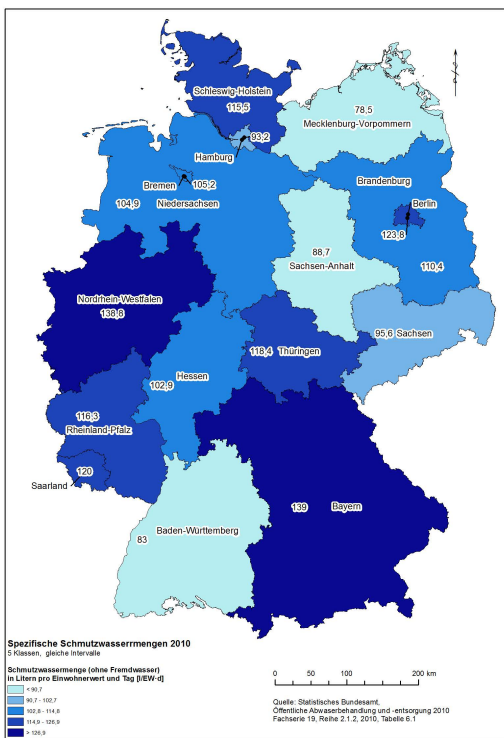 Schleswig-Holstein
115,5
78,5
Mecklenburg-Vorpommern
93,2
Hamburg
Brandenburg
Bremen
105,2
104,9
Niedersachsen
Berlin
123,8
88,7
Sachsen-Anhalt
110,4
Nordrhein-Westfalen
138,8
95,6 Sachsen
118,4 Thüringen
Hessen
102,9
116,3
Rheinland-Pfalz
120
Saarland
139
Bayern
Baden-Württemberg
83
Spezifische Schmutzwasserrmengen 2010
5 Klassen, gleiche Intervalle
Schmutzwassermenge (ohne Fremdwasser)
in Litern pro Einwohnerwert und Tag [l/EW·d]
< 90,7
90,7 - 102,7
102,8 - 114,8
114,9 - 126,9
> 126,9
0 50 100 200 km
Quelle: Statistisches Bundesamt,
Öffentliche Abwaserbehandlung und -entsorgung 2010
Fachserie 19, Reihe 2.1.2, 2010, Tabelle 6.1